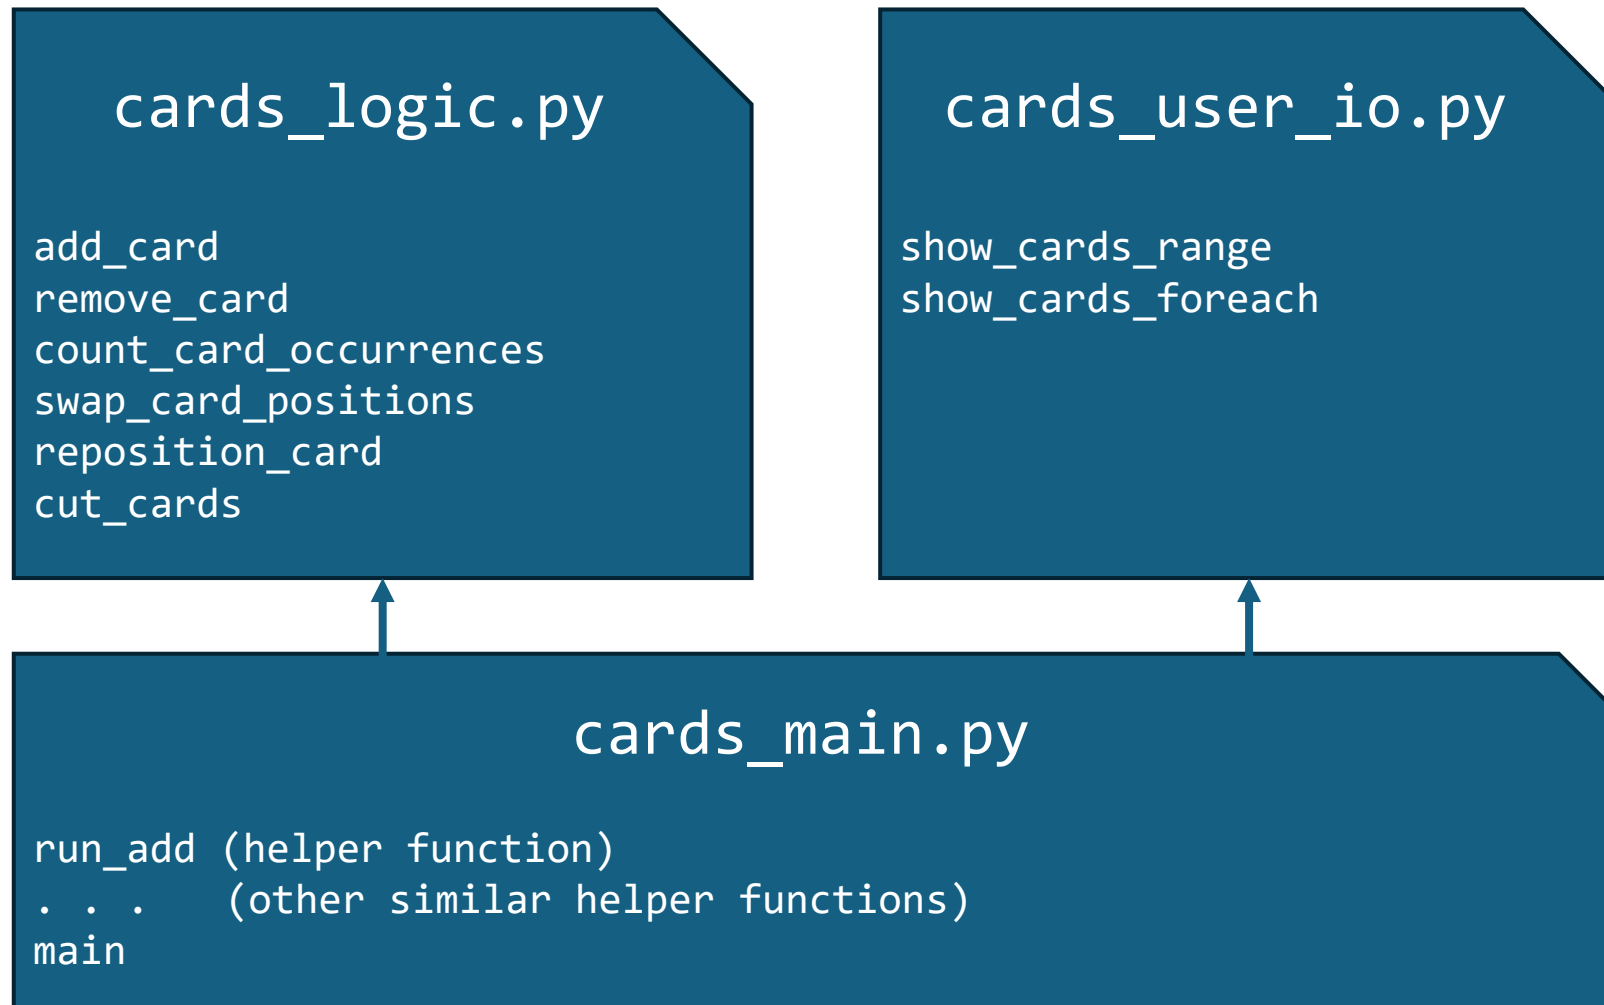 cards_logic.py
add_card
remove_card
count_card_occurrences
swap_card_positions
reposition_card
cut_cards
cards_user_io.py
show_cards_range
show_cards_foreach
cards_main.py
run_add (helper function)
. . . (other similar helper functions)
main